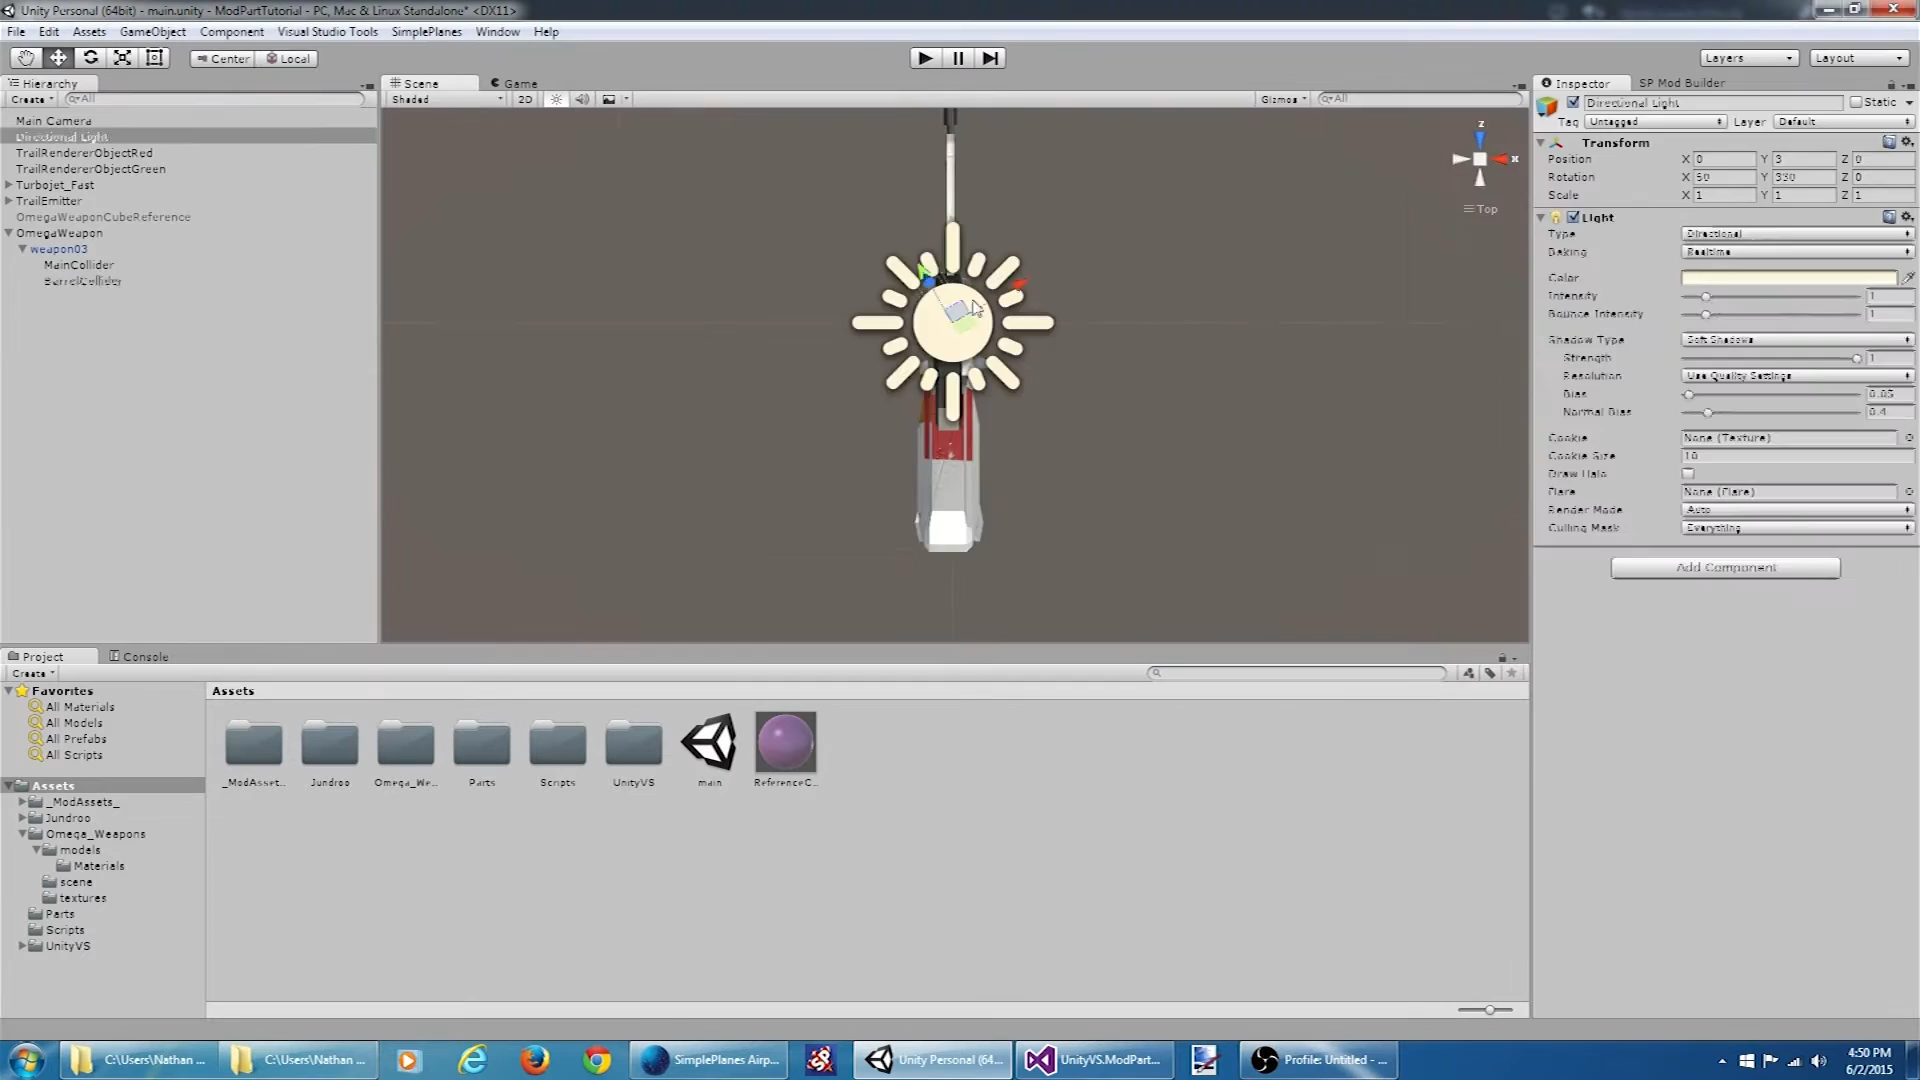 Unity Personal (64bit) - main.unity - ModPartTutorial - PC, Mac & Linux Standalone* <DX11>
File Edit Assets GameObject Component Visual Studio Tools SimplePlanes Window Help
Center Local Layers Layout
Hierarchy
Create All
Main Camera
Directional Light
TrailRendererObjectRed
TrailRendererObjectGreen
Turbojet_Fast
TrailEmitter
OmegaWeaponCubeReference
OmegaWeapon
weapon03
MainCollider
BarrelCollider
Scene Game
Shaded 2D Gizmos All
z
x
Top
Inspector SP Mod Builder
Directional Light Static
Tag Untagged Layer Default
Transform
Position X 0 Y 3 Z 0
Rotation X 50 Y 330 Z 0
Scale X 1 Y 1 Z 1
Light
Type Directional
Baking Realtime
Color
Intensity 1
Bounce Intensity 1
Shadow Type Soft Shadows
Strength 1
Resolution Use Quality Settings
Bias 0.05
Normal Bias 0.4
Cookie None (Texture)
Cookie Size 10
Draw Halo
Flare None (Flare)
Render Mode Auto
Culling Mask Everything
Add Component
Project Console
Create
Favorites
All Materials
All Models
All Prefabs
All Scripts
Assets
_ModAssets_
Jundroo
Omega_Weapons
models
Materials
scene
textures
Parts
Scripts
UnityVS
Assets
_ModAsset... Jundroo Omega_We... Parts Scripts UnityVS main ReferenceC...
C:\Users\Nathan ... C:\Users\Nathan ... SimplePlanes Airp... Unity Personal (64... UnityVS.ModPart... Profile: Untitled - ...
4:50 PM
6/2/2015